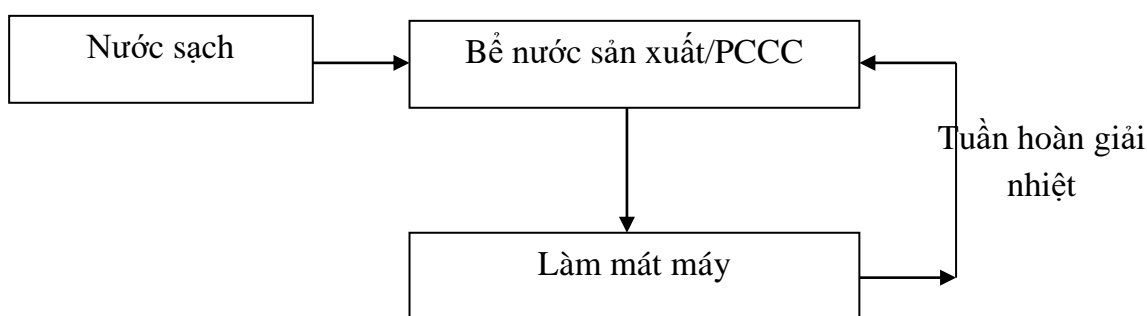 Nước sạch
Bể nước sản xuất/PCCC
Tuần hoàn giải
nhiệt
Làm mát máy